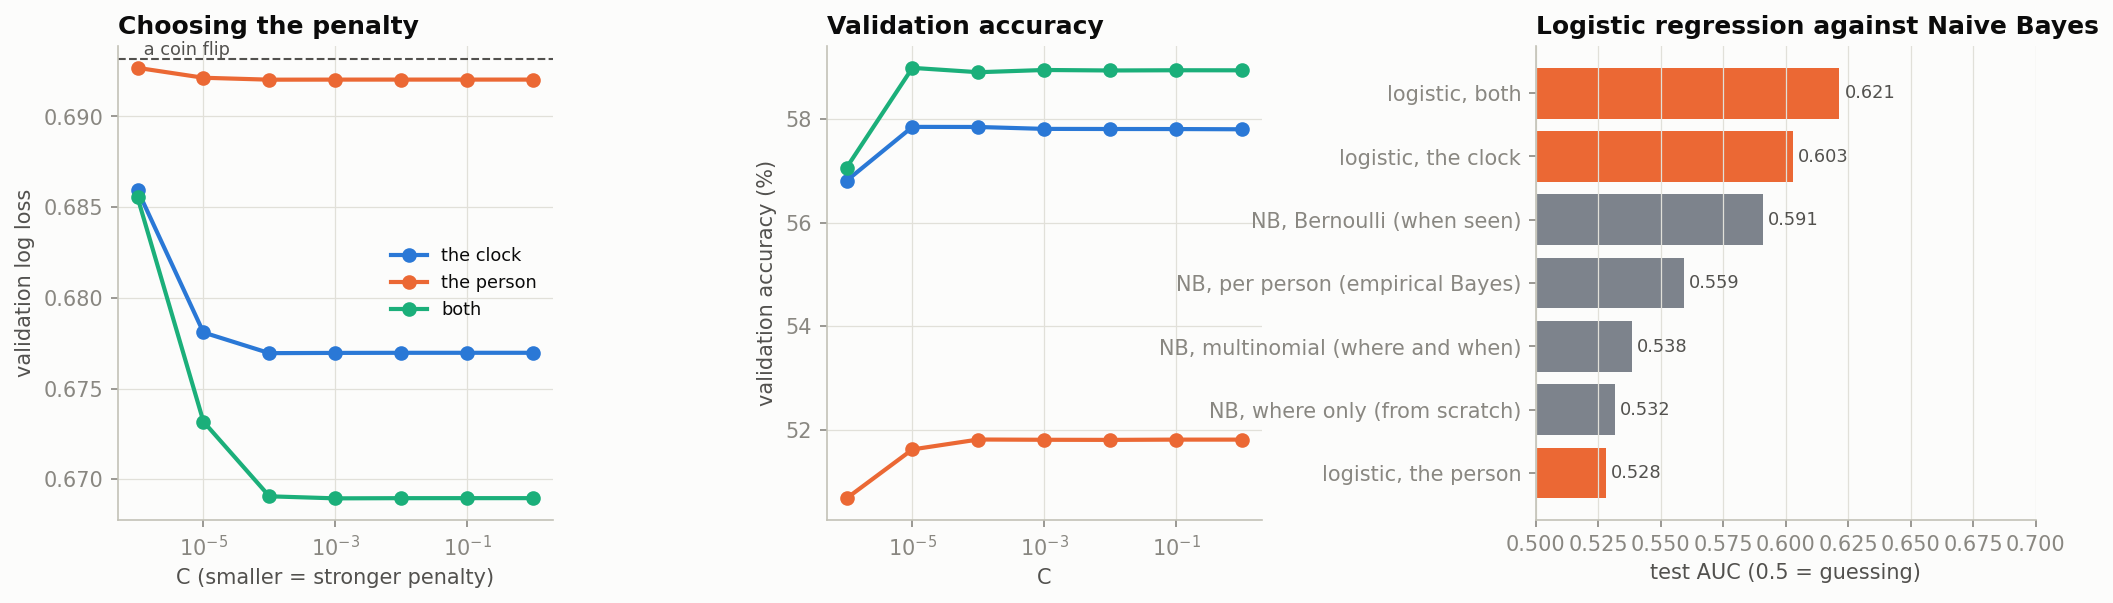 Choosing the penalty
a coin flip
0.690
0.685
0.680
0.675
0.670
validation log loss
the clock
the person
both
10⁻⁵ 10⁻³ 10⁻¹
C (smaller = stronger penalty)
Validation accuracy
58
56
54
52
validation accuracy (%)
10⁻⁵ 10⁻³ 10⁻¹
C
Logistic regression against Naive Bayes
logistic, both 0.621
logistic, the clock 0.603
NB, Bernoulli (when seen) 0.591
NB, per person (empirical Bayes) 0.559
NB, multinomial (where and when) 0.538
NB, where only (from scratch) 0.532
logistic, the person 0.528
0.500 0.525 0.550 0.575 0.600 0.625 0.650 0.675 0.700
test AUC (0.5 = guessing)